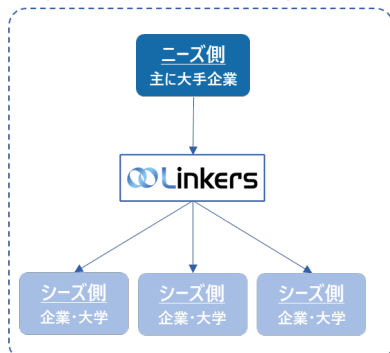 ニーズ側
主に大手企業
Linkers
シーズ側
企業・大学
シーズ側
企業・大学
シーズ側
企業・大学